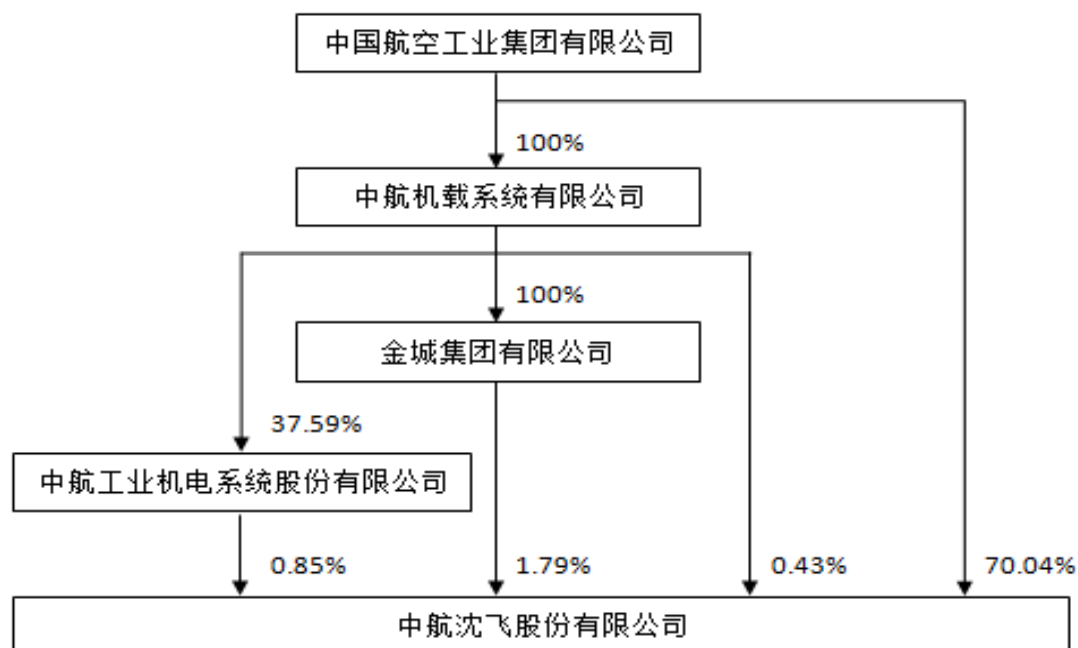 中国航空工业集团有限公司
100%
中航机载系统有限公司
100%
金城集团有限公司
37.59%
中航工业机电系统股份有限公司
0.85%
1.79%
0.43%
70.04%
中航沈飞股份有限公司